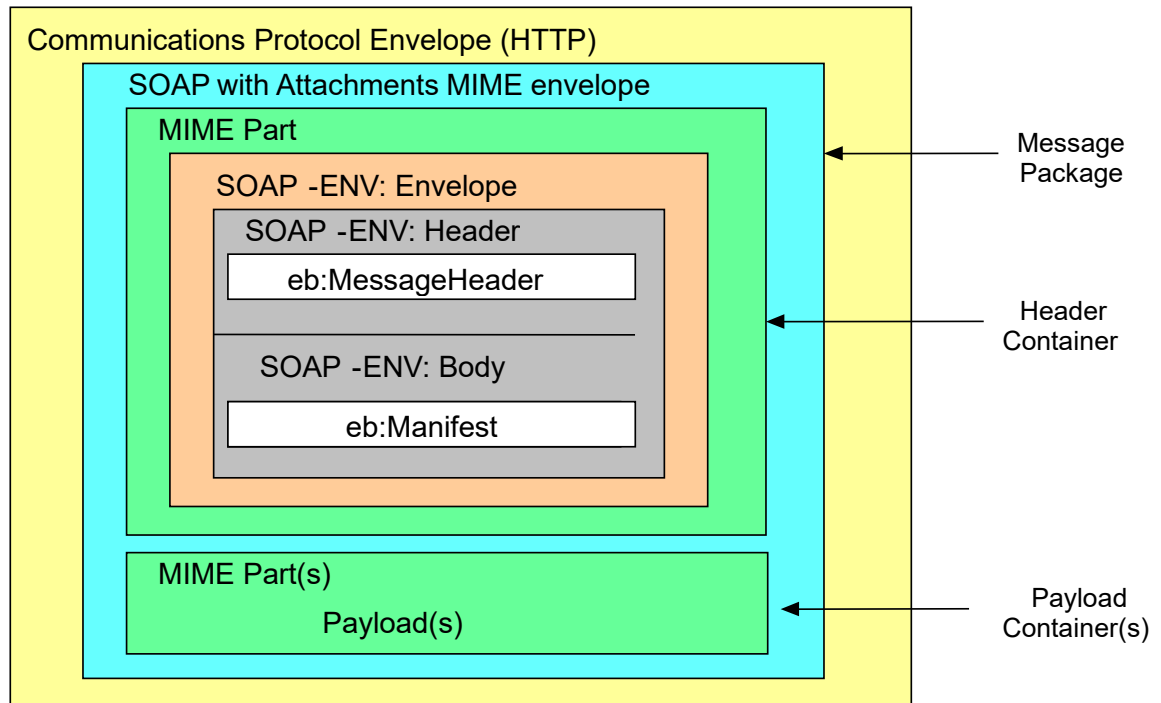 Communications Protocol Envelope (HTTP)
SOAP with Attachments MIME envelope
MIME Part
SOAP -ENV: Envelope
SOAP -ENV: Header
eb:MessageHeader
SOAP -ENV: Body
eb:Manifest
MIME Part(s)
Payload(s)
Message
Package
Header
Container
Payload
Container(s)